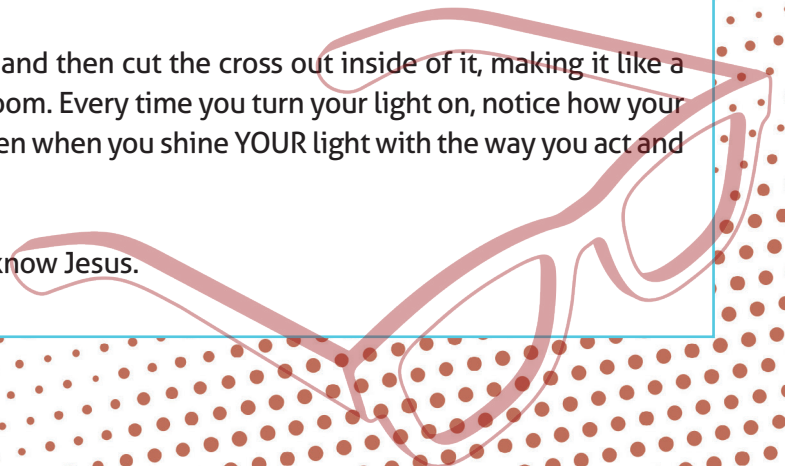 and then cut the cross out inside of it, making it like a
oom. Every time you turn your light on, notice how your
en when you shine YOUR light with the way you act and
know Jesus.